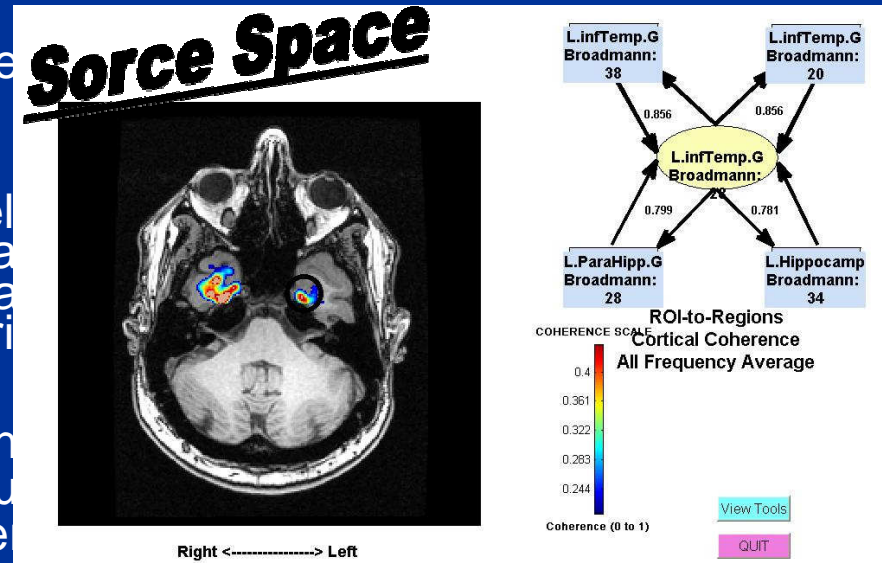 Sorce Space
L.infTemp.G
Broadmann:
38
L.infTemp.G
Broadmann:
20
0.856
0.856
L.infTemp.G
Broadmann:
20
0.799
0.781
L.ParaHipp.G
Broadmann:
28
L.Hippocamp
Broadmann:
34
ROI-to-Regions
Cortical Coherence
All Frequency Average
COHERENCE SCALE
0.4
0.361
0.322
0.283
0.244
Coherence (0 to 1)
View Tools
QUIT
Right <----------------> Left